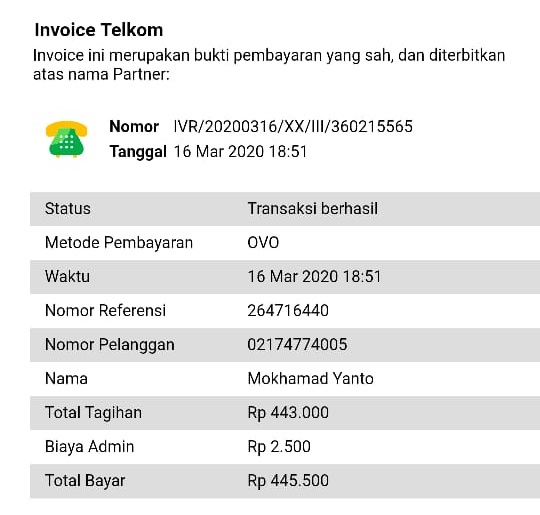 Invoice Telkom
Invoice ini merupakan bukti pembayaran yang sah, dan diterbitkan
atas nama Partner:
Nomor IVR/20200316/XX/III/360215565
Tanggal 16 Mar 2020 18:51
Status Transaksi berhasil
Metode Pembayaran OVO
Waktu 16 Mar 2020 18:51
Nomor Referensi 264716440
Nomor Pelanggan 02174774005
Nama Mokhamad Yanto
Total Tagihan Rp 443.000
Biaya Admin Rp 2.500
Total Bayar Rp 445.500